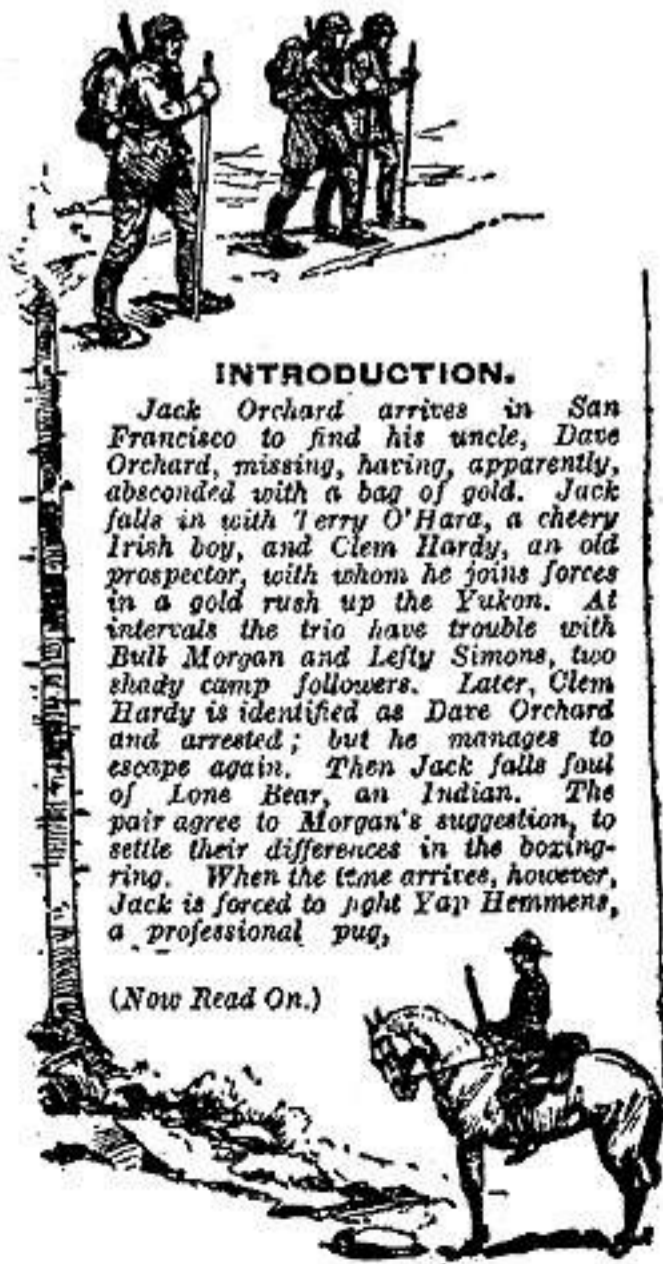 INTRODUCTION.
Jack Orchard arrives in San
Francisco to find his uncle, Dave
Orchard, missing, having, apparently,
absconded with a bag of gold. Jack
falls in with Terry O'Hara, a cheery
Irish boy, and Clem Hardy, an old
prospector, with whom he joins forces
in a gold rush up the Yukon. At
intervals the trio have trouble with
Bull Morgan and Lefty Simons, two
shady camp followers. Later, Clem
Hardy is identified as Dave Orchard
and arrested; but he manages to
escape again. Then Jack falls foul
of Lone Bear, an Indian. The
pair agree to Morgan's suggestion, to
settle their differences in the boxing-
ring. When the time arrives, however,
Jack is forced to fight Yap Hemmens,
a professional pug,
(Now Read On.)